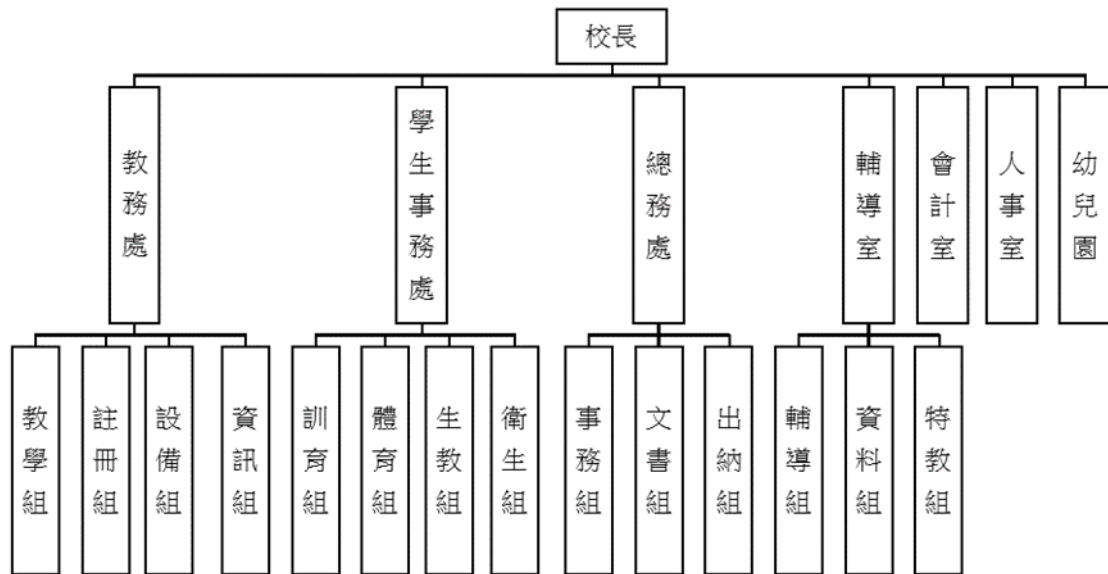 校長
教務處
學生事務處
總務處
輔導室
會計室
人事室
幼兒園
教學組
註冊組
設備組
資訊組
訓育組
體育組
生教組
衛生組
事務組
文書組
出納組
輔導組
資料組
特教組